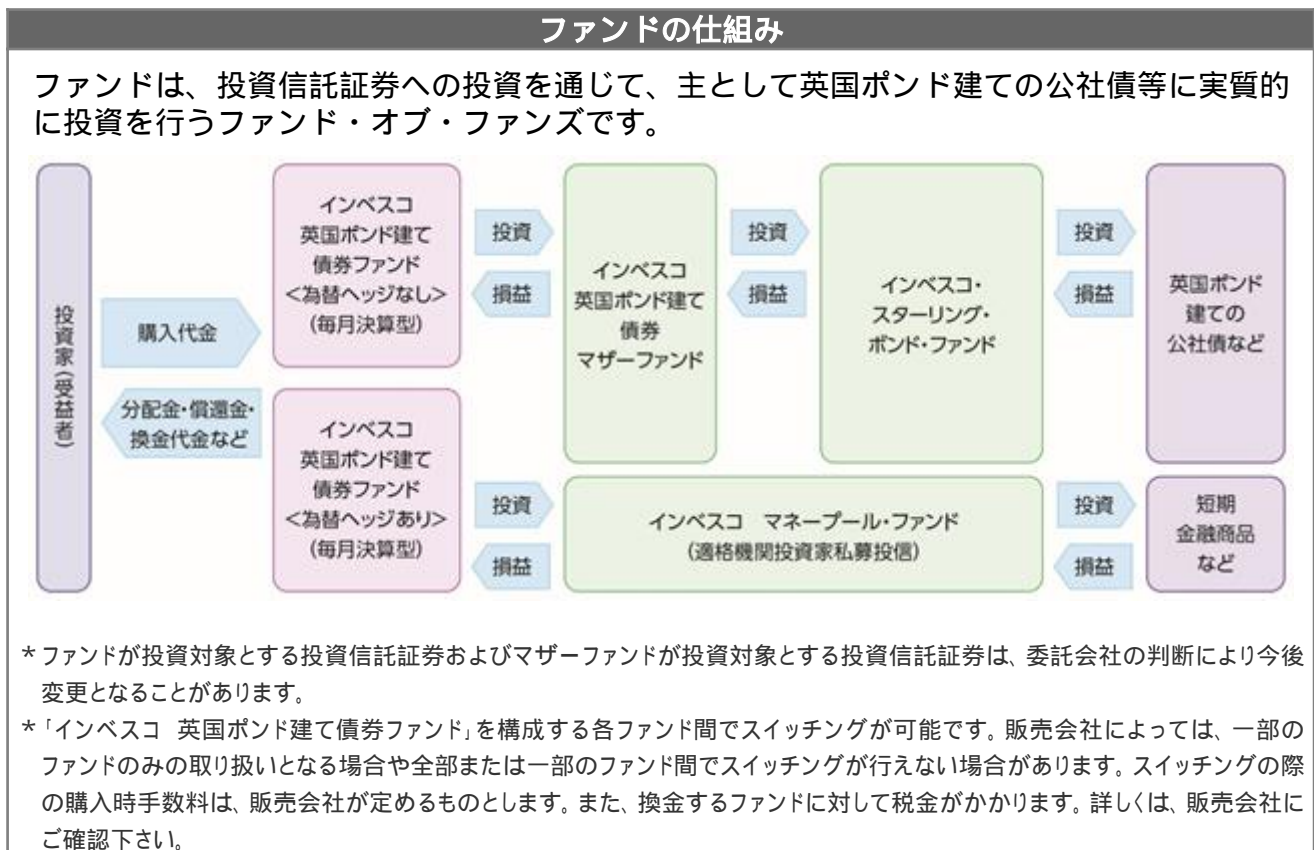 ファンドの仕組み
ファンドは、投資信託証券への投資を通じて、主として英国ポンド建ての公社債等に実質的
に投資を行うファンド・オブ・ファンズです。
投資家(受益者)
購入代金
分配金・償還金・
換金代金など
インベスコ
英国ポンド建て
債券ファンド
<為替ヘッジなし>
(毎月決算型)
インベスコ
英国ポンド建て
債券ファンド
<為替ヘッジあり>
(毎月決算型)
投資
損益
投資
損益
インベスコ
英国ポンド建て
債券
マザーファンド
投資
損益
インベスコ・
スターリング・
ボンド・ファンド
インベスコ マネープール・ファンド
(適格機関投資家私募投信)
投資
損益
投資
損益
英国ポンド
建ての
公社債など
短期
金融商品
など
*ファンドが投資対象とする投資信託証券およびマザーファンドが投資対象とする投資信託証券は、委託会社の判断により今後
変更となることがあります。
*「インベスコ 英国ポンド建て債券ファンド」を構成する各ファンド間でスイッチングが可能です。販売会社によっては、一部の
ファンドのみの取り扱いとなる場合や全部または一部のファンド間でスイッチングが行えない場合があります。スイッチングの際
の購入時手数料は、販売会社が定めるものとします。また、換金するファンドに対して税金がかかります。詳しくは、販売会社に
ご確認下さい。